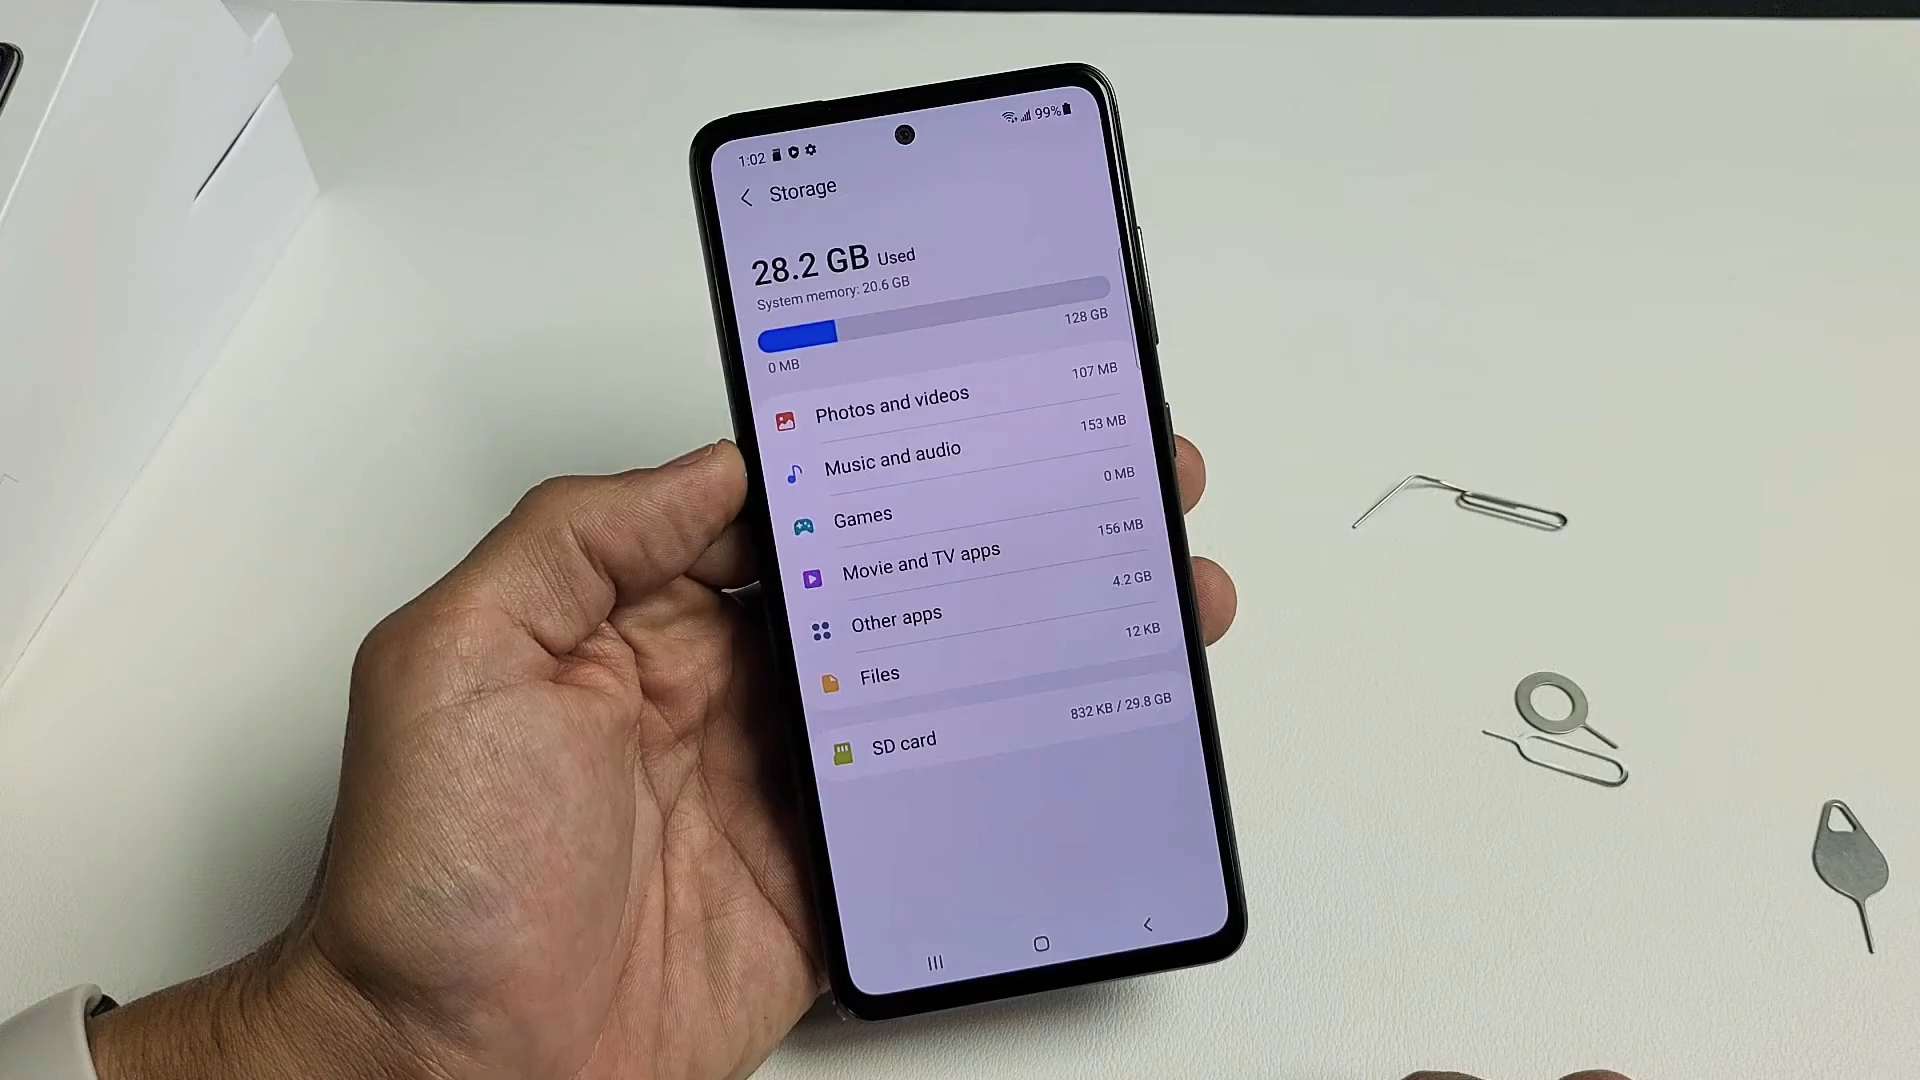 1:02 99%
Storage
28.2 GB Used
System memory: 20.6 GB
0 MB 128 GB
Photos and videos 107 MB
Music and audio 153 MB
Games 0 MB
Movie and TV apps 156 MB
Other apps 4.2 GB
Files 12 KB
SD card 832 KB / 29.8 GB